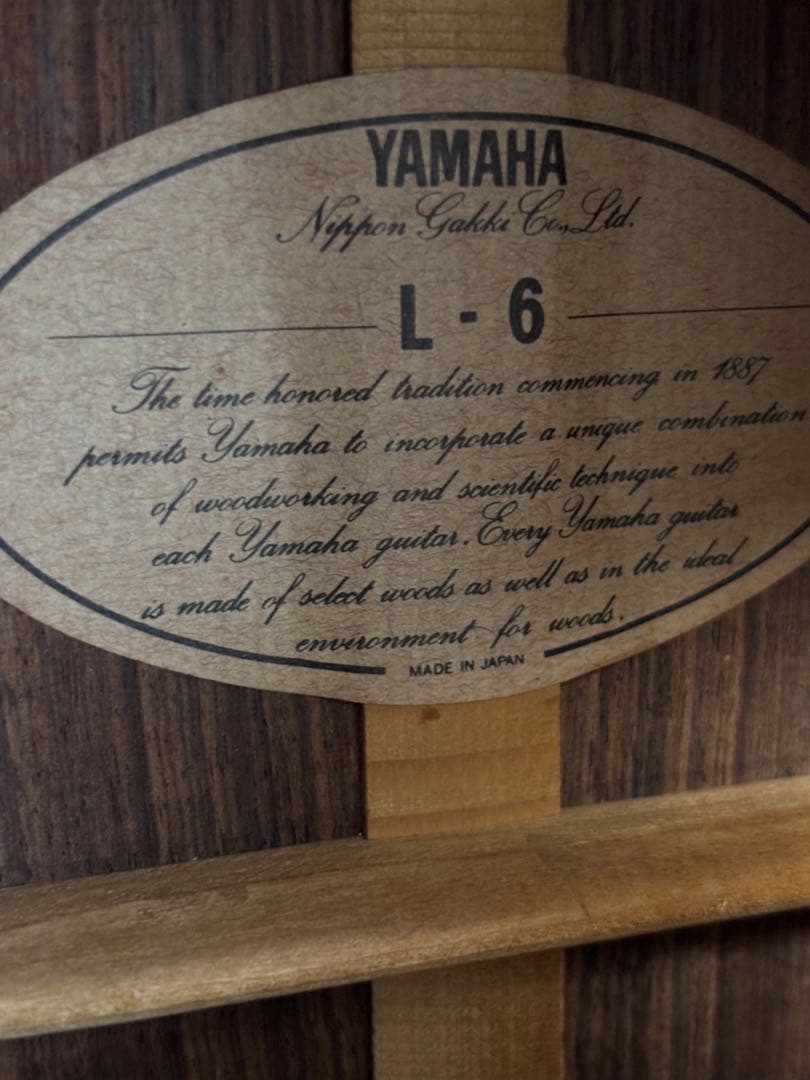 YAMAHA
Nippon Gakki Co., Ltd.
L - 6
The time honored tradition commencing in 1887
permits Yamaha to incorporate a unique combination
of woodworking and scientific technique into
each Yamaha guitar. Every Yamaha guitar
is made of select woods as well as in the ideal
environment for woods.
MADE IN JAPAN